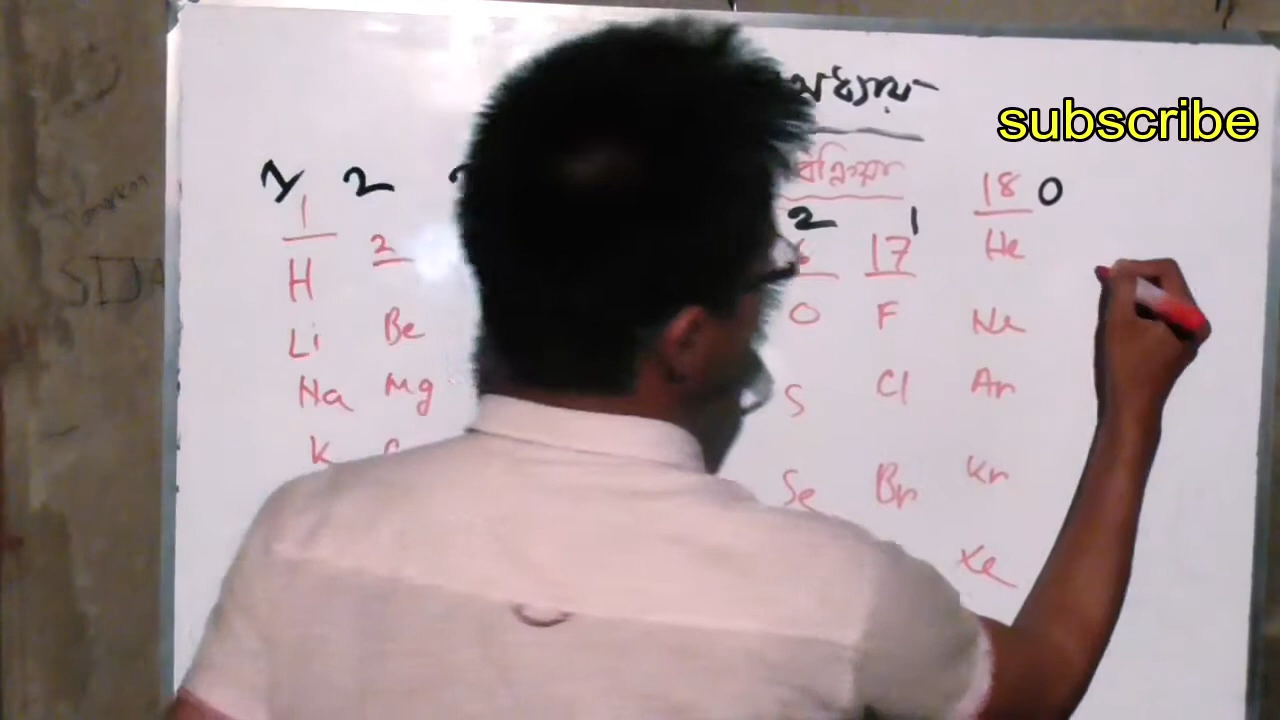 অধ্যায়
subscribe
1 2 2 1 18 0
1 2 17
H He
Li Be O F Ne
Na Mg S Cl Ar
K Se Br Kr
Xe